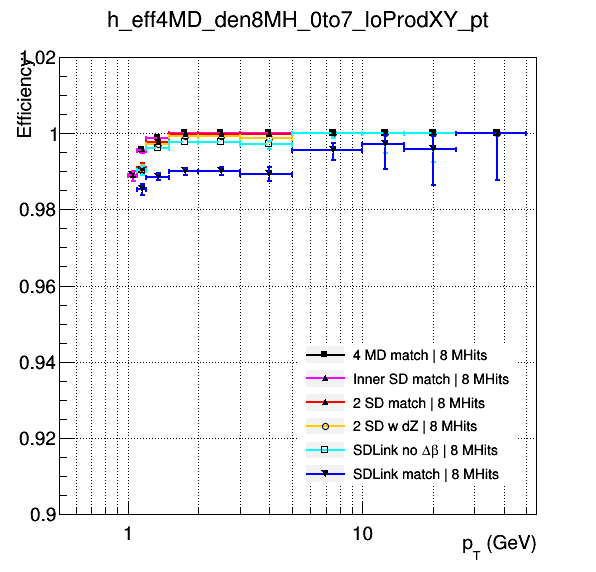 h_eff4MD_den8MH_0to7_loProdXY_pt
Efficiency
1.02
1
0.98
0.96
0.94
0.92
0.9
4 MD match | 8 MHits
Inner SD match | 8 MHits
2 SD match | 8 MHits
2 SD w dZ | 8 MHits
SDLink no Δβ | 8 MHits
SDLink match | 8 MHits
1
10
p_T (GeV)